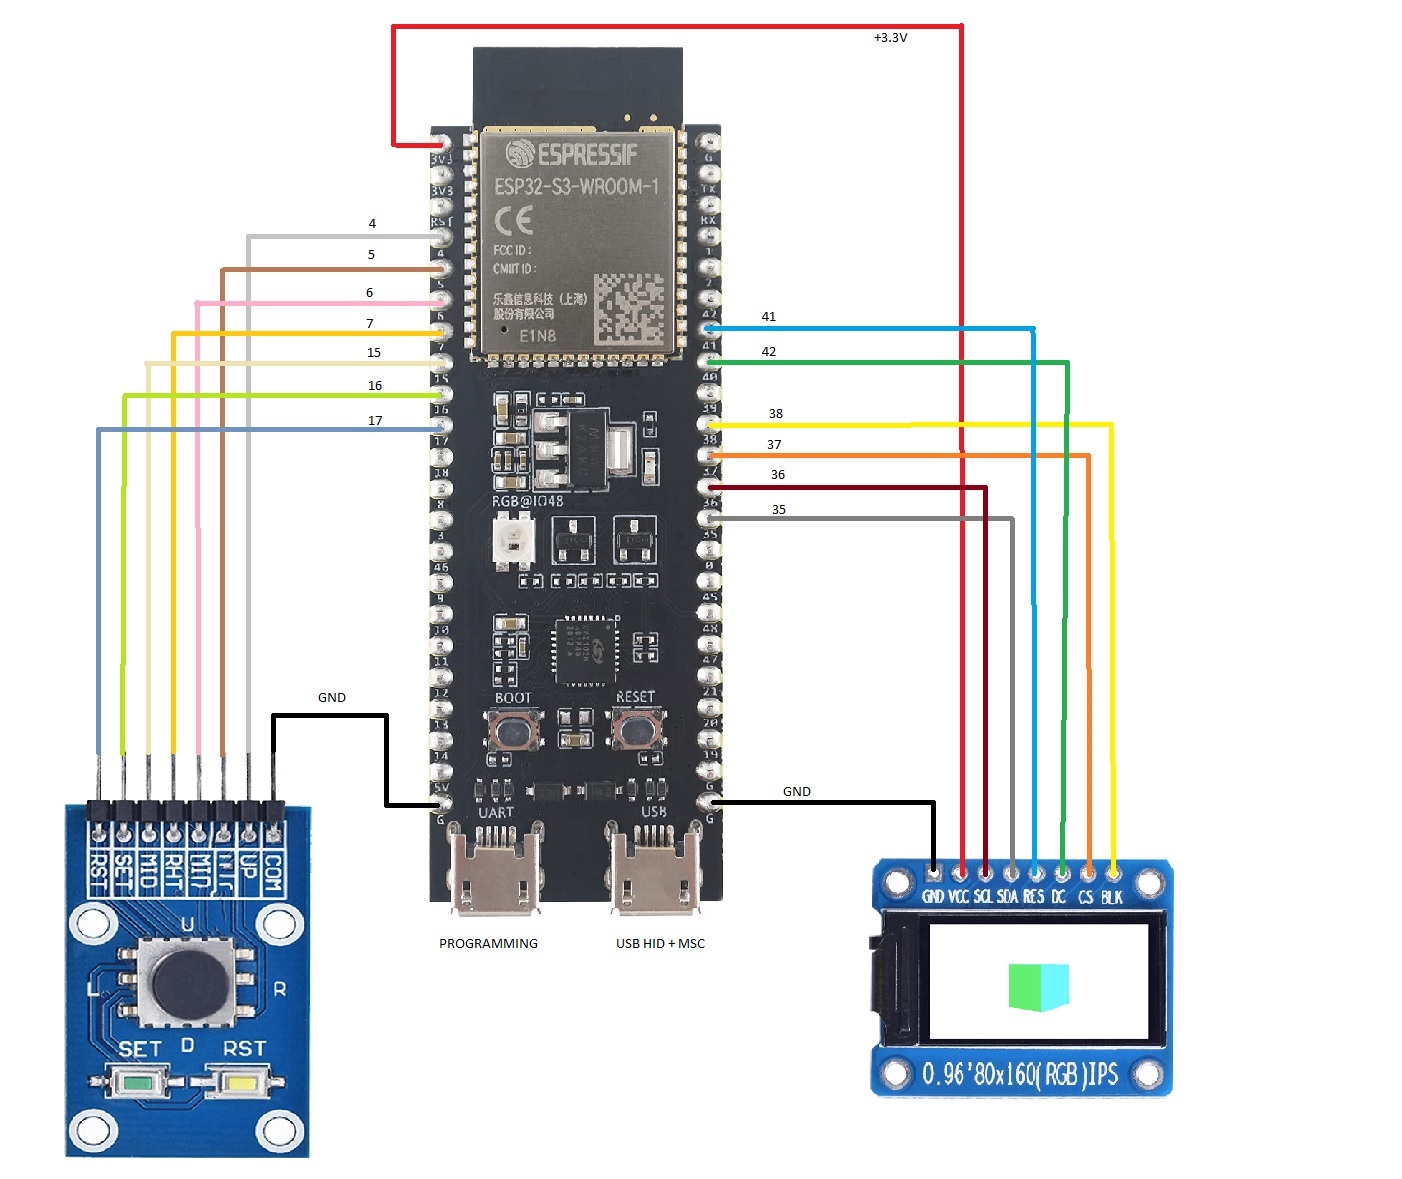 +3.3V
ESPRESSIF
ESP32-S3-WROOM-1
CE
FCC ID:
CMIIT ID:
乐鑫信息科技（上海）
股份有限公司
E1N8
3V3
3V3
RST
4
5
6
7
15
16
17
18
8
3
46
9
10
11
12
13
14
5V
G
G
TX
RX
1
2
42
41
40
39
38
37
36
35
0
45
48
47
21
20
19
G
G
4
5
6
7
15
16
17
41
42
38
37
36
35
RGB@IO48
BOOT
RESET
UART
USB
GND
GND
PROGRAMMING
USB HID + MSC
RST
SET
MID
RHT
UP
COM
U
L
R
D
SET
RST
GND VCC SCL SDA RES DC CS BLK
0.96'80x160(RGB)IPS